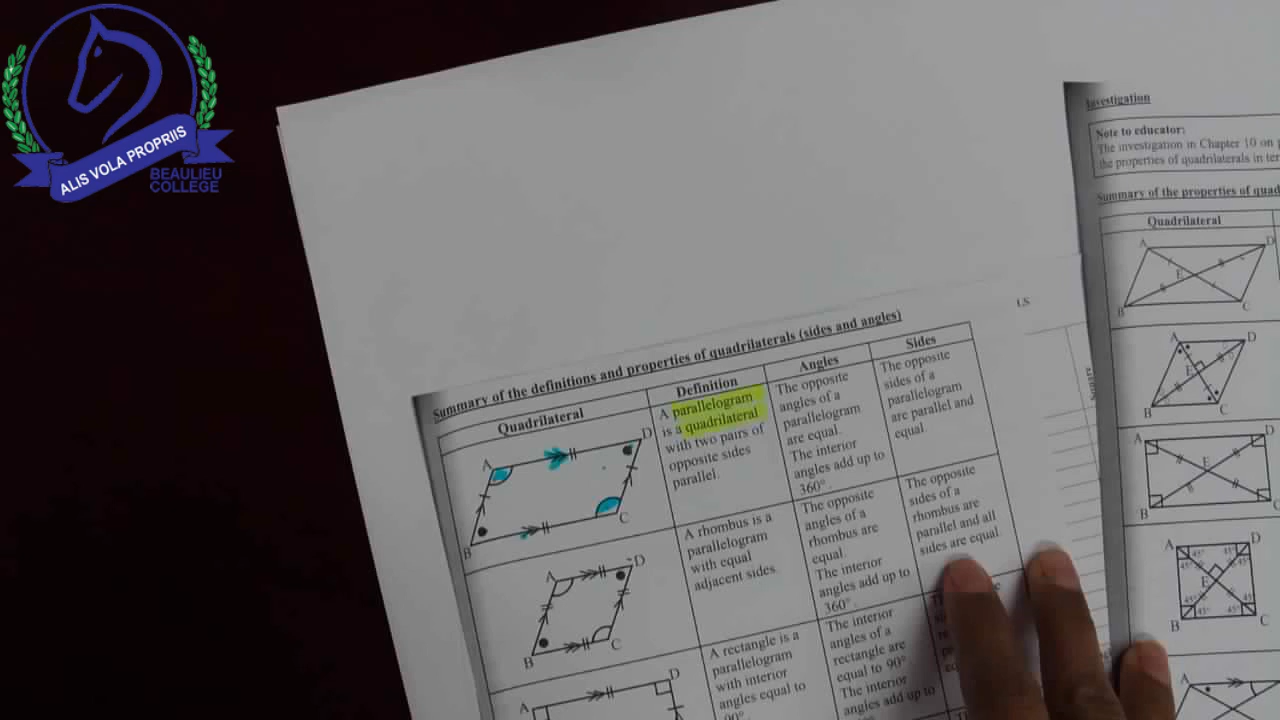 ALIS VOLA PROPRIIS
BEAULIEU
COLLEGE
Summary of the definitions and properties of quadrilaterals (sides and angles)
Quadrilateral
Definition
Angles
Sides
A
D
B
C
A parallelogram
is a quadrilateral
with two pairs of
opposite sides
parallel.
The opposite
angles of a
parallelogram
are equal.
The interior
angles add up to
360°.
The opposite
sides of a
parallelogram
are parallel and
equal.
A
D
B
C
A rhombus is a
parallelogram
with equal
adjacent sides.
The opposite
angles of a
rhombus are
equal.
The interior
angles add up to
360°.
The opposite
sides of a
rhombus are
parallel and all
sides are equal.
A
D
A rectangle is a
parallelogram
with interior
angles equal to
90°.
The interior
angles of a
rectangle are
equal to 90°.
The interior
angles add up to
LS
Investigation
Note to educator:
The investigation in Chapter 10 on
the properties of quadrilaterals in
Summary of the properties of
Quadrilateral
A
D
E
B
C
A
D
E
B
C
A
D
E
B
C
A
D
45°
45°
E
45°
45°
B
C
A